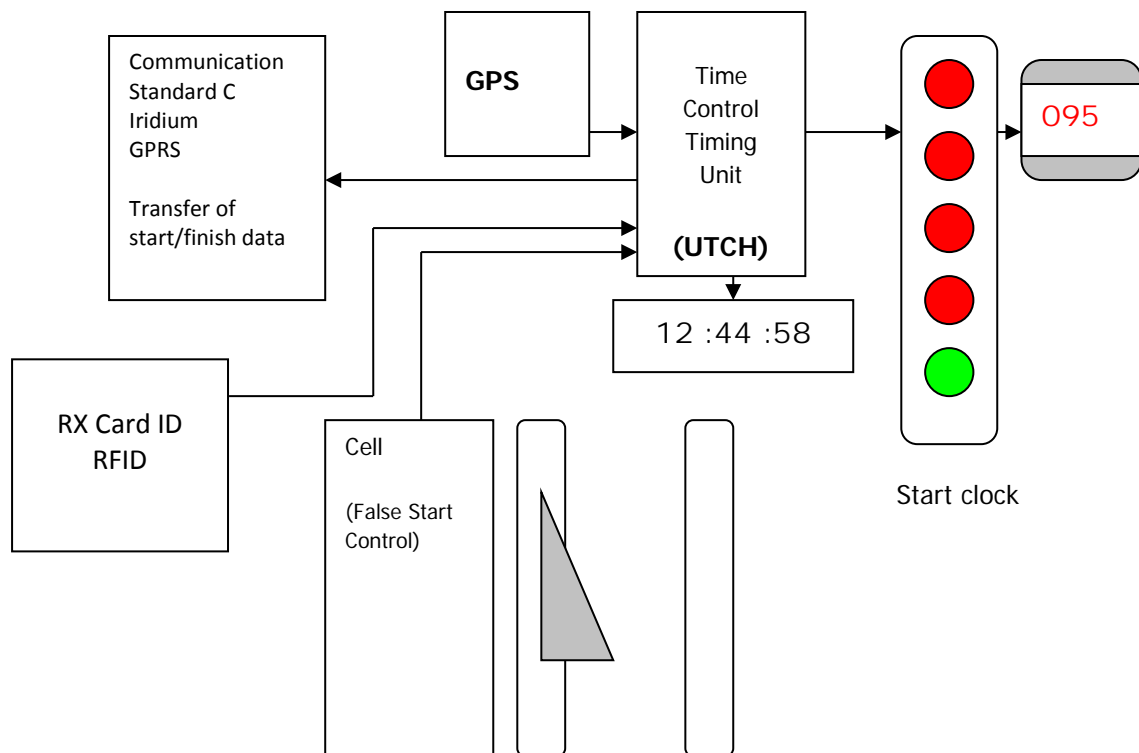 Communication
Standard C
Iridium
GPRS
Transfer of
start/finish data
GPS
Time
Control
Timing
Unit
(UTCH)
095
12 :44 :58
RX Card ID
RFID
Cell
(False Start
Control)
Start clock